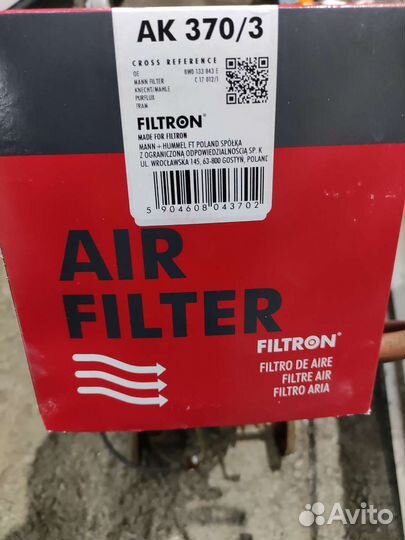 AK 370/3
CROSS REFERENCE
OE 8W0 133 843 E
MANN FILTER C 17 012/1
KNECHT/MAHLE
PURFLUX
FRAM
FILTRON®
MADE FOR FILTRON
MANN+HUMMEL FT POLAND SPÓŁKA
Z OGRANICZONĄ ODPOWIEDZIALNOŚCIĄ SP. K
UL. WROCŁAWSKA 145, 63-800 GOSTYŃ, POLAND
5 904608 043702
AIR
FILTER
FILTRON®
FILTRO DE AIRE
FILTRE AIR
FILTRO ARIA
Avito